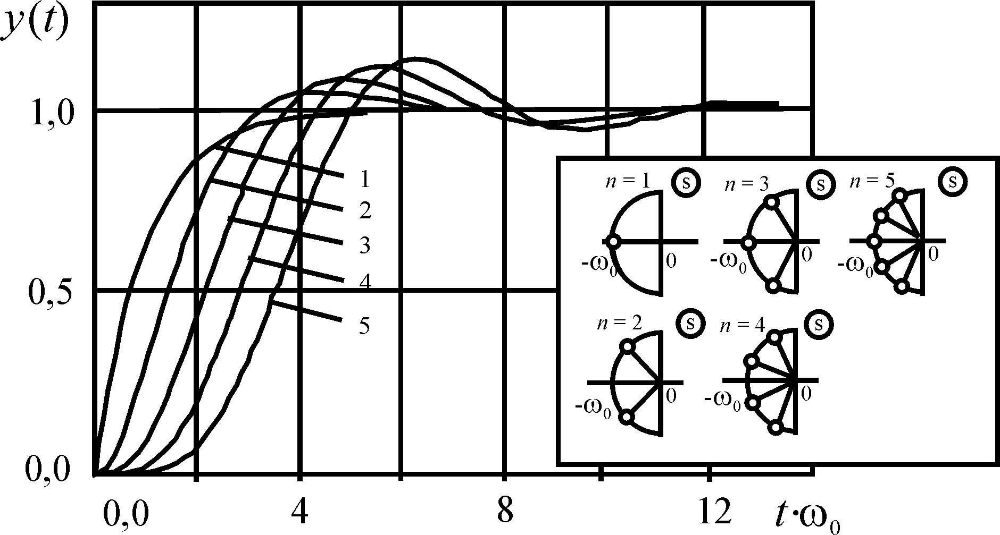 y(t)
1,0
0,5
0,0
0,0 4 8 12 t·ω₀
1
2
3
4
5
n = 1 s
-ω₀ 0
n = 3 s
-ω₀ 0
n = 5 s
-ω₀ 0
n = 2 s
-ω₀ 0
n = 4 s
-ω₀ 0